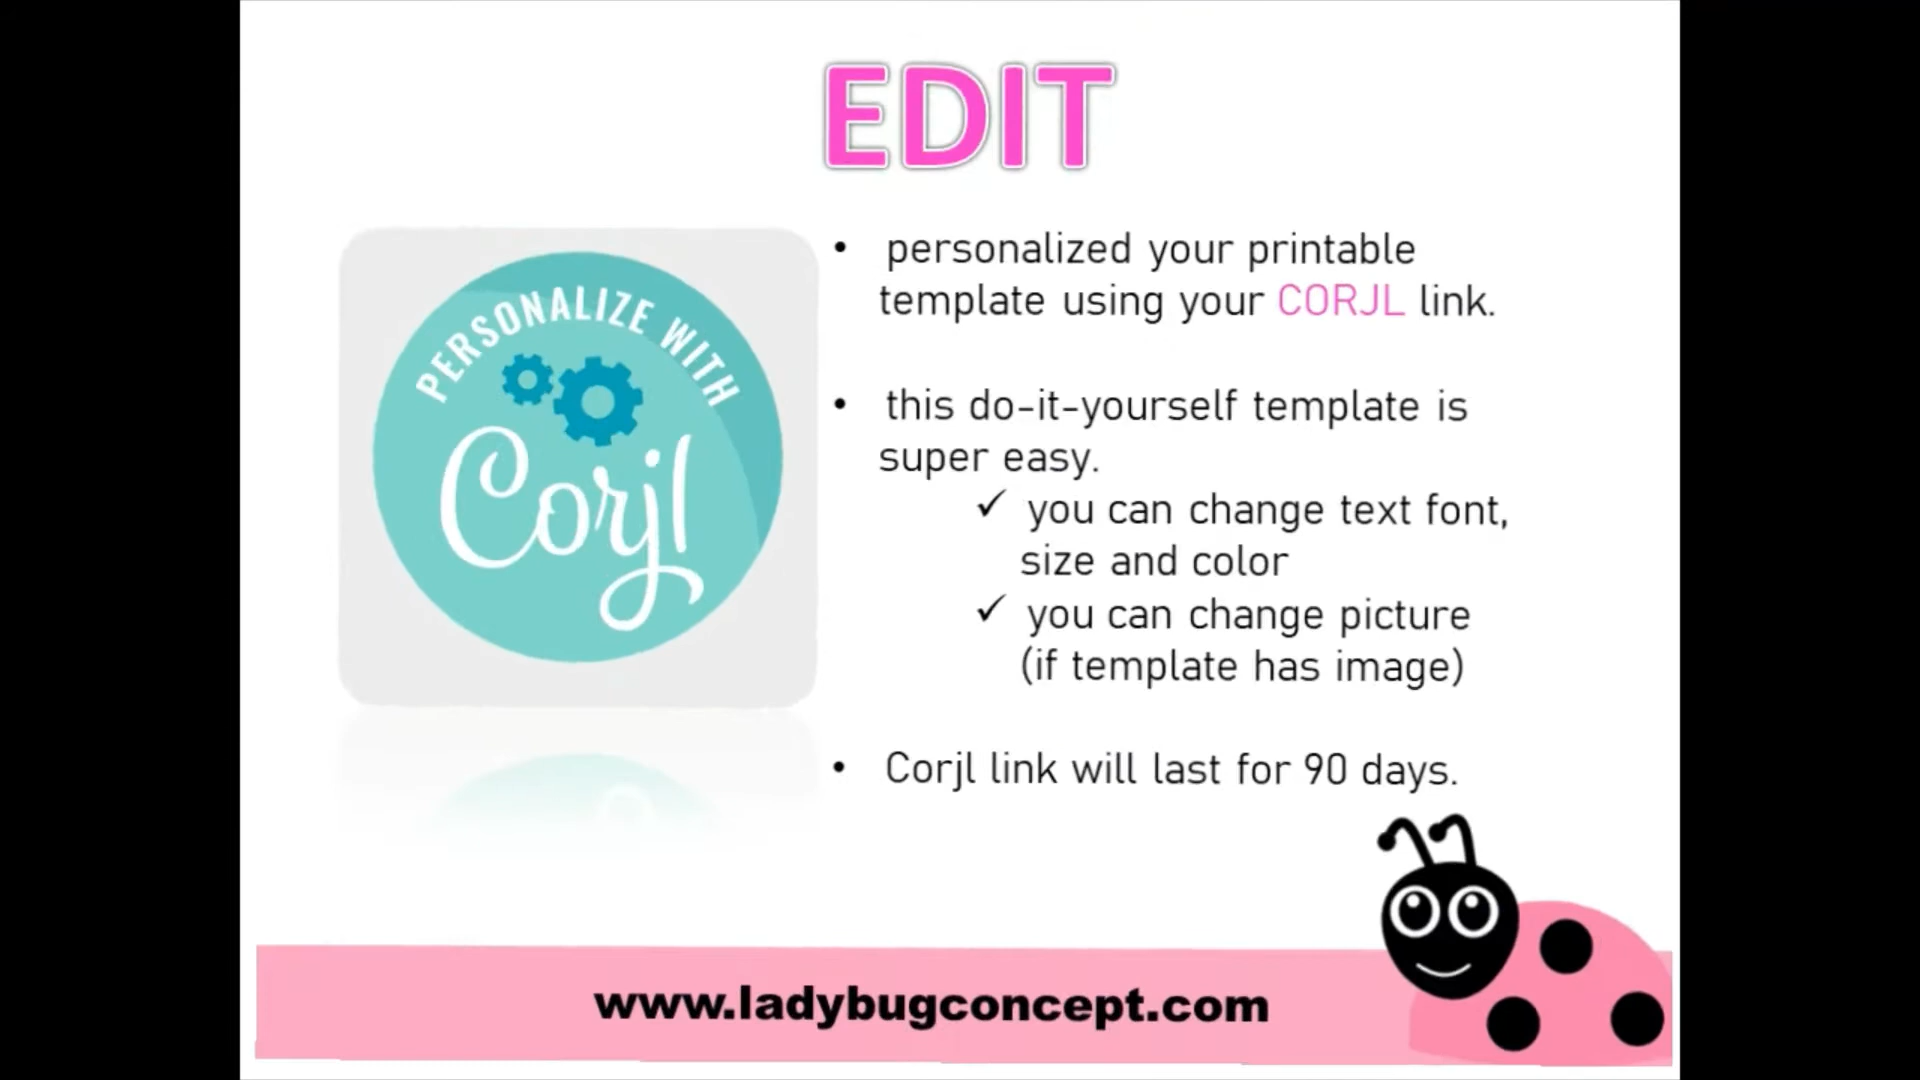 EDIT
PERSONALIZE WITH
Corjl
• personalized your printable
template using your CORJL link.
• this do-it-yourself template is
super easy.
✓ you can change text font,
size and color
✓ you can change picture
(if template has image)
• Corjl link will last for 90 days.
www.ladybugconcept.com